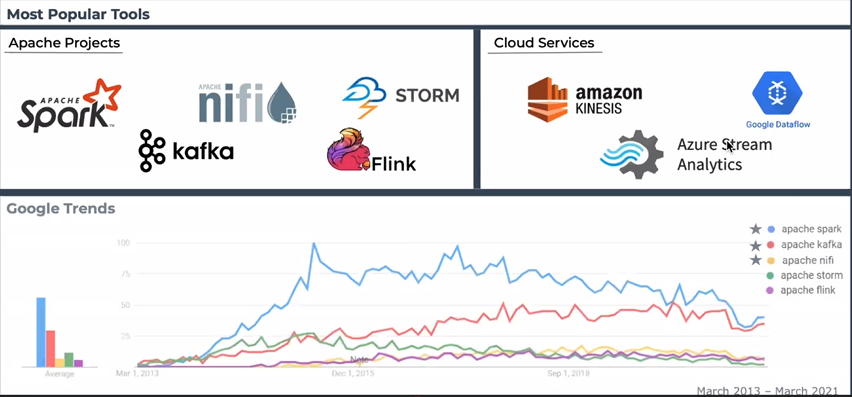 Most Popular Tools
Apache Projects
APACHE
Spark™
APACHE
nifi
STORM
kafka
Flink
Cloud Services
amazon
KINESIS
Google Dataflow
Azure Stream
Analytics
Google Trends
apache spark
apache kafka
apache nifi
apache storm
apache flink
100
75
50
25
Note
Average
Mar 1, 2013
Dec 1, 2015
Sep 1, 2018
March 2013 – March 2021